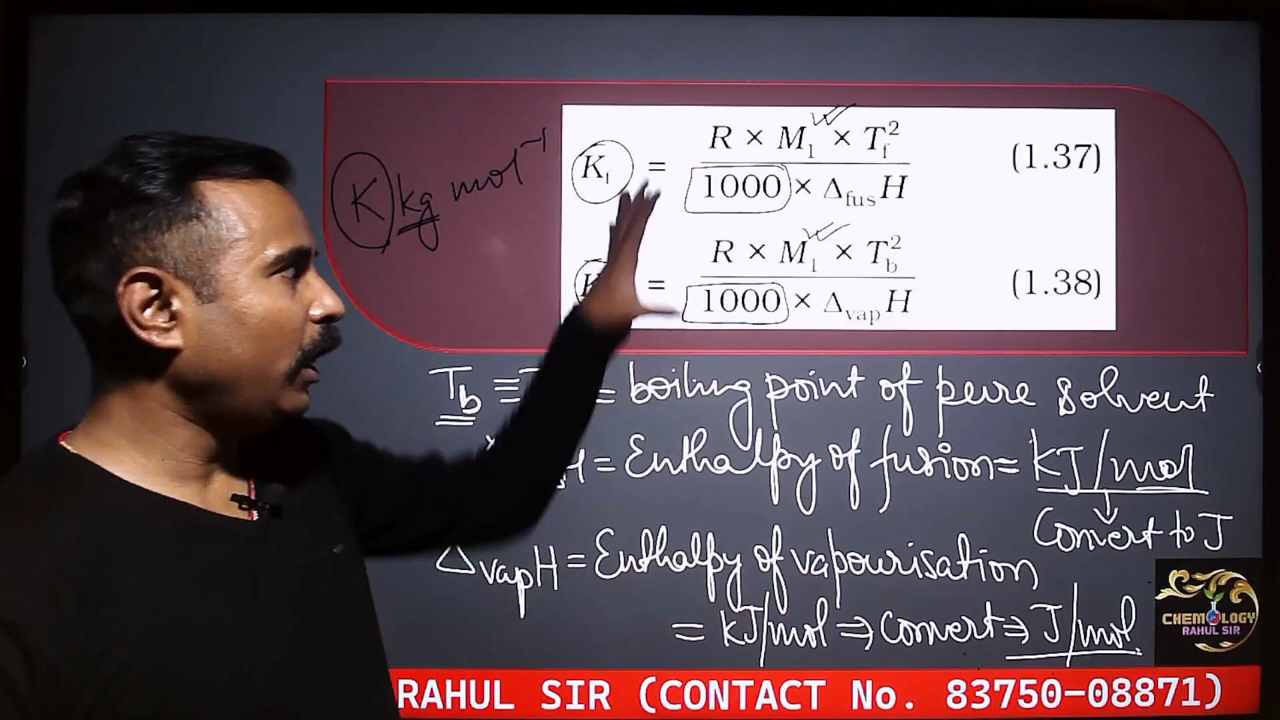 K kg mol⁻¹
K_f = R × M₁ × T_f² / 1000 × Δ_fus H (1.37)
= R × M₁ × T_b² / 1000 × Δ_vap H (1.38)
T_b ≡ = boiling point of pure solvent
H = Enthalpy of fusion = kJ/mol
Convert to J
Δ_vap H = Enthalpy of vapourisation
= kJ/mol ⇒ convert ⇒ J/mol
CHEMOLOGY
RAHUL SIR
RAHUL SIR (CONTACT No. 83750-08871)